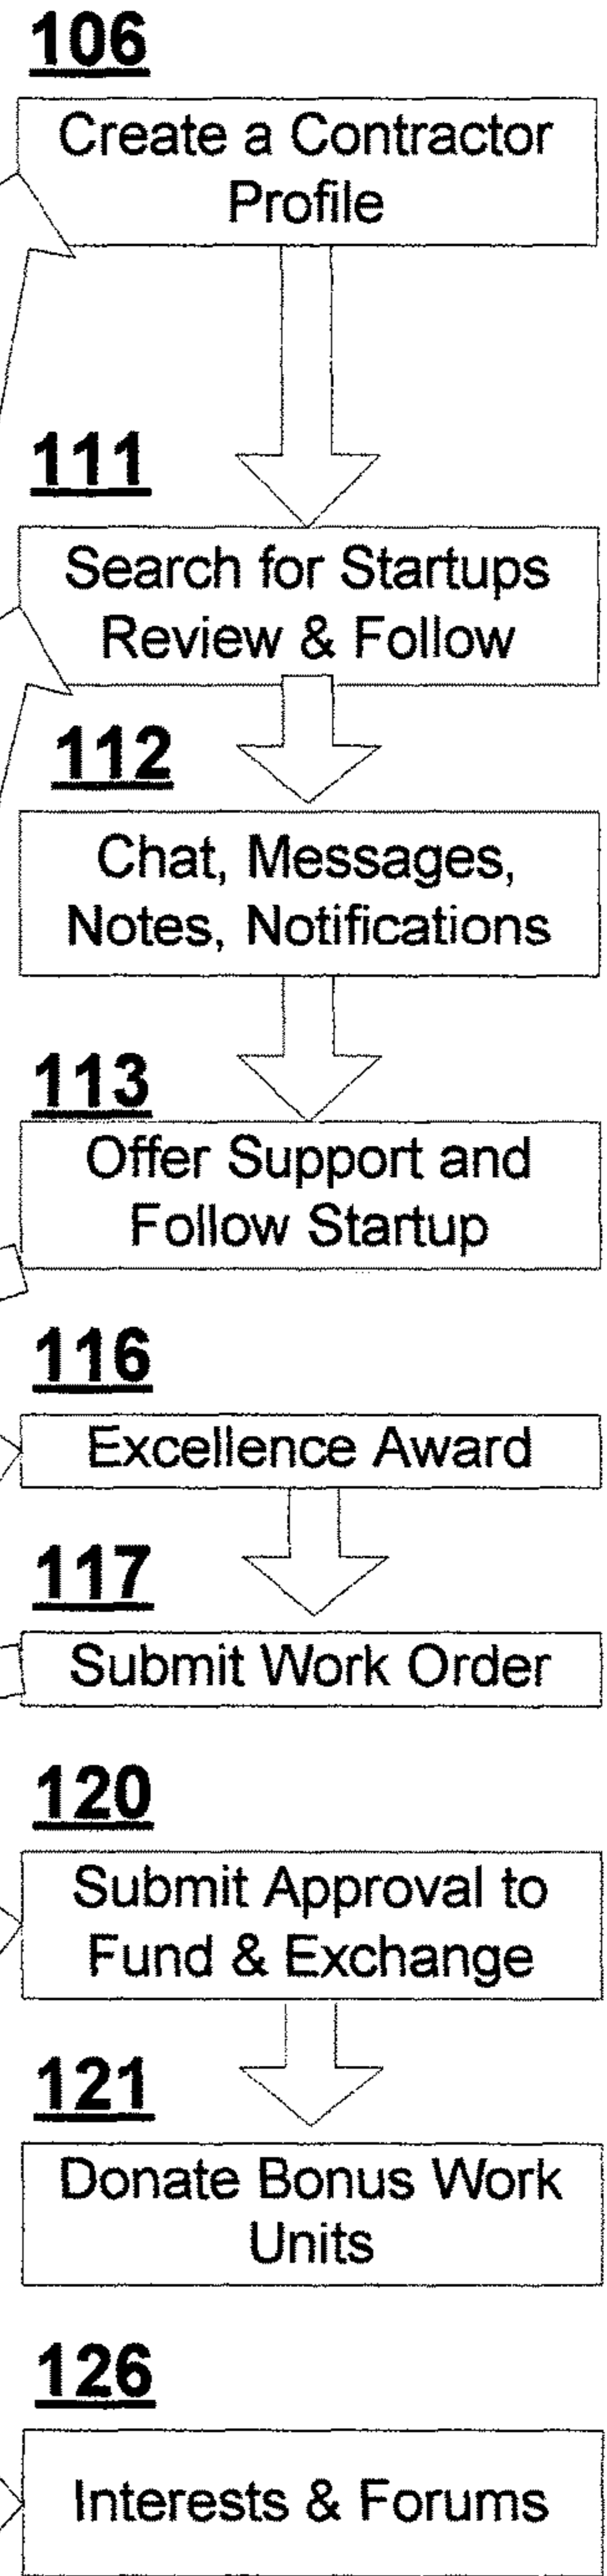 106
Create a Contractor
Profile
111
Search for Startups
Review & Follow
112
Chat, Messages,
Notes, Notifications
113
Offer Support and
Follow Startup
116
Excellence Award
117
Submit Work Order
120
Submit Approval to
Fund & Exchange
121
Donate Bonus Work
Units
126
Interests & Forums